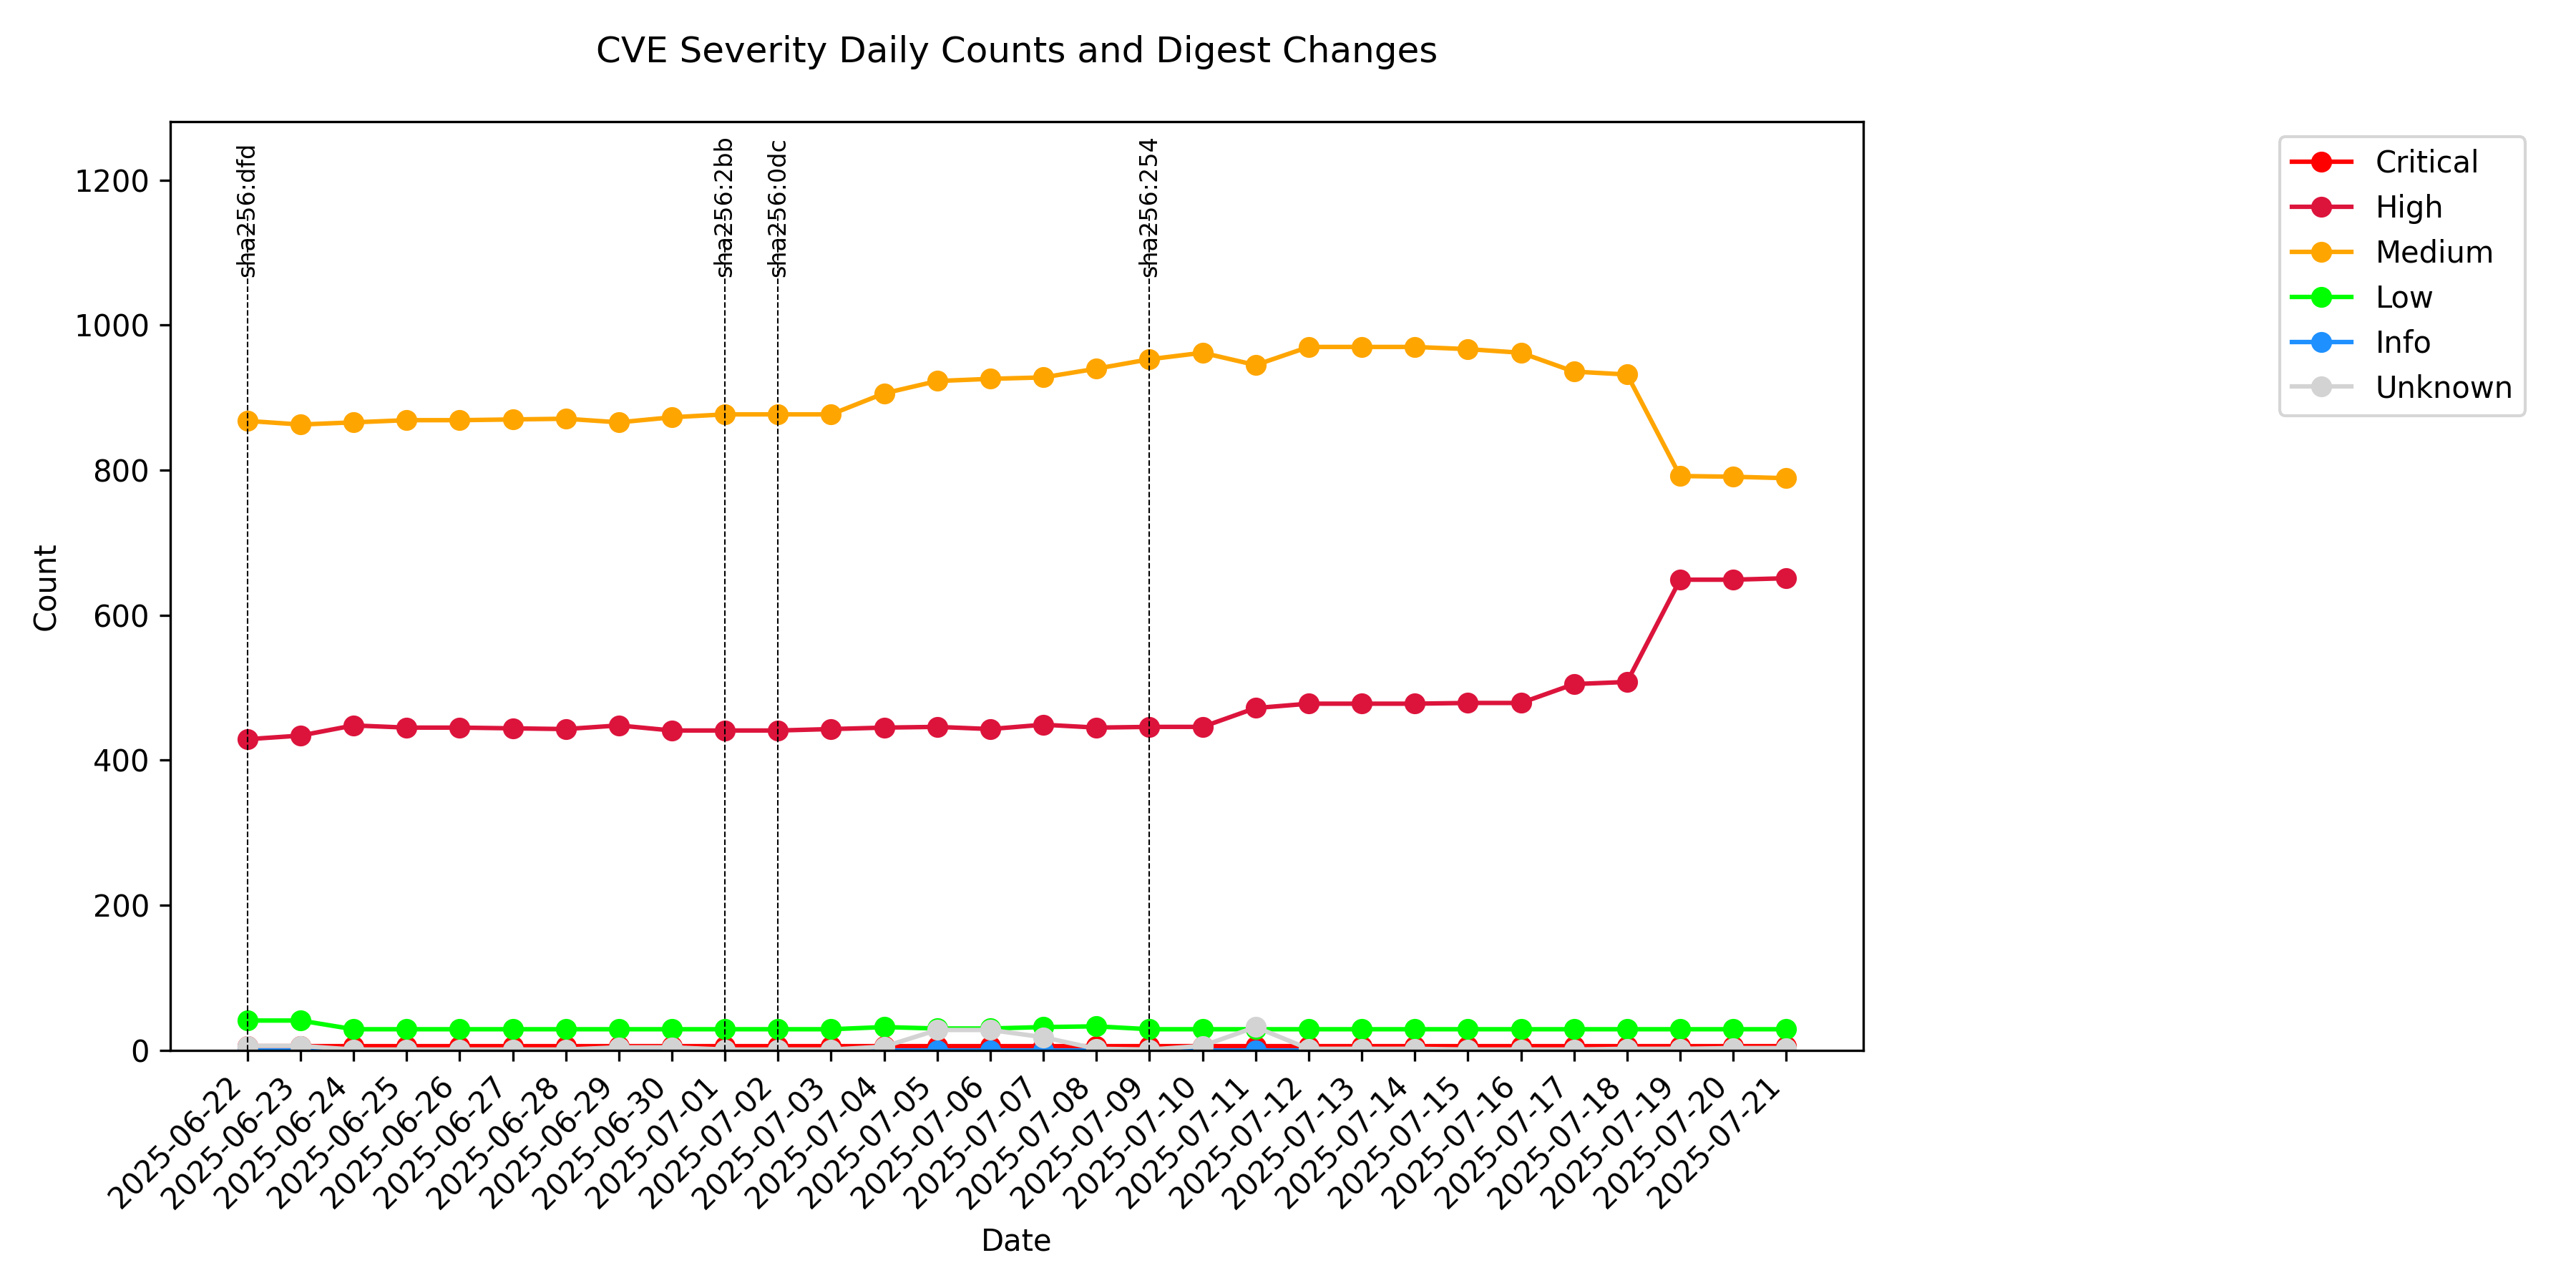 CVE Severity Daily Counts and Digest Changes
sha256:dfd
sha256:2bb
sha256:0dc
sha256:254
Critical
High
Medium
Low
Info
Unknown
1200
1000
800
600
400
200
0
Count
2025-06-22
2025-06-23
2025-06-24
2025-06-25
2025-06-26
2025-06-27
2025-06-28
2025-06-29
2025-06-30
2025-07-01
2025-07-02
2025-07-03
2025-07-04
2025-07-05
2025-07-06
2025-07-07
2025-07-08
2025-07-09
2025-07-10
2025-07-11
2025-07-12
2025-07-13
2025-07-14
2025-07-15
2025-07-16
2025-07-17
2025-07-18
2025-07-19
2025-07-20
2025-07-21
Date